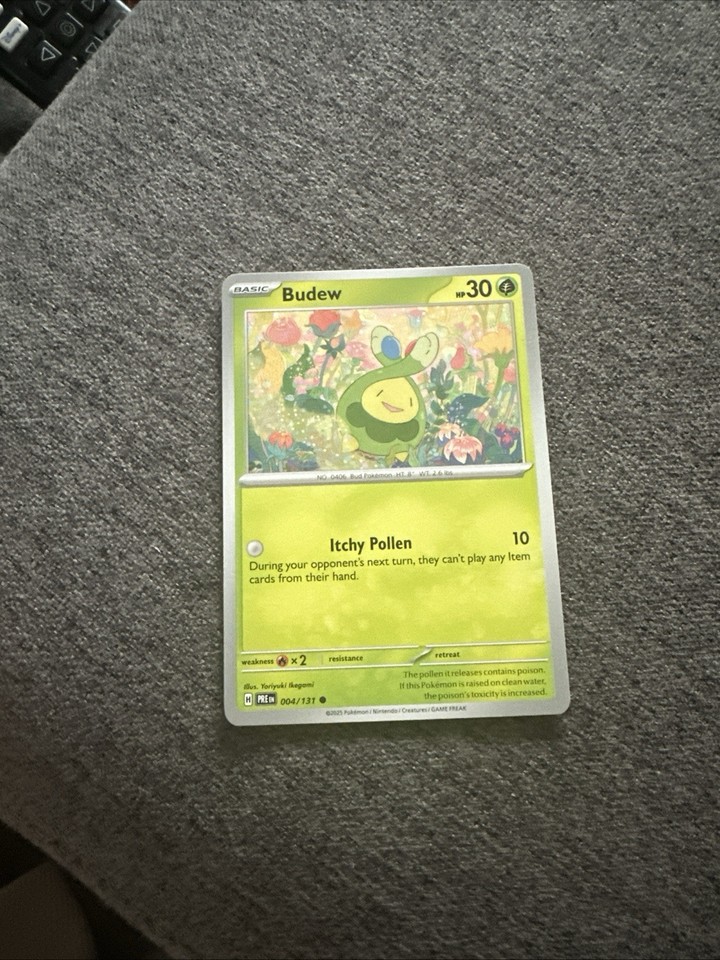 BASIC
Budew
HP 30
NO. 0406 Bud Pokémon HT: 8" WT: 2.6 lbs.
Itchy Pollen 10
During your opponent's next turn, they can't play any Item
cards from their hand.
weakness ×2 resistance retreat
Illus. Yoriyuki Ikegami
The pollen it releases contains poison.
If this Pokémon is raised on clean water,
the poison's toxicity is increased.
H PRE EN 004/131
©2025 Pokémon / Nintendo / Creatures / GAME FREAK